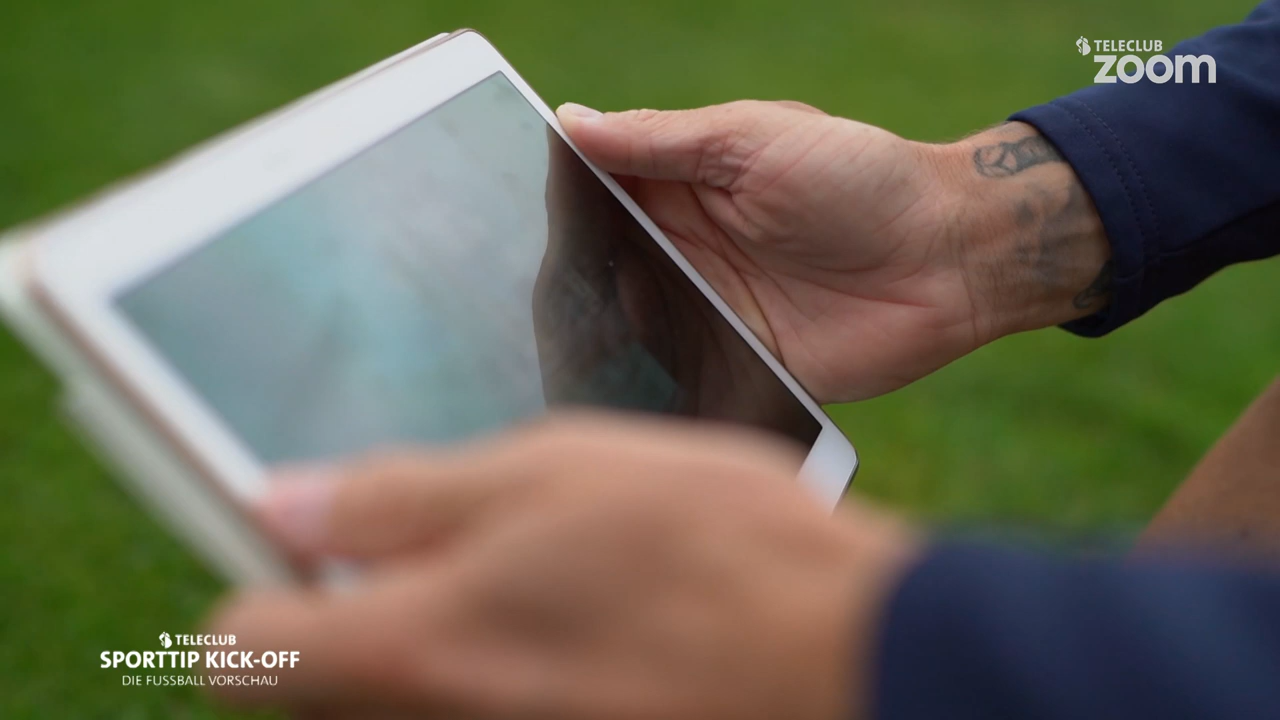 TELECLUB
zoom
TELECLUB
SPORTTIP KICK-OFF
DIE FUSSBALL VORSCHAU